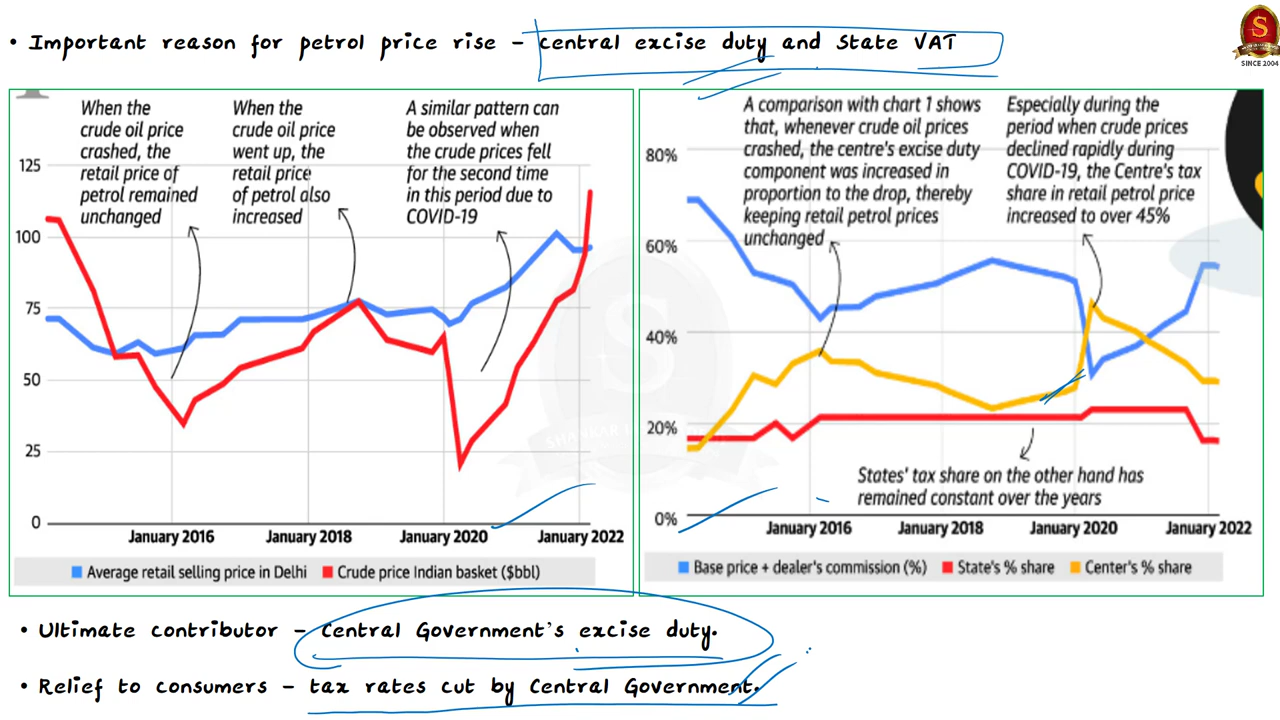 • Important reason for petrol price rise – central excise duty and State VAT
S
SINCE 2004
When the
crude oil price
crashed, the
retail price of
petrol remained
unchanged
When the
crude oil price
went up, the
retail price
of petrol also
increased
A similar pattern can
be observed when
the crude prices fell
for the second time
in this period due to
COVID-19
125
100
75
50
25
0
January 2016
January 2018
January 2020
January 2022
Average retail selling price in Delhi
Crude price Indian basket ($bbl)
A comparison with chart 1 shows
that, whenever crude oil prices
crashed, the centre's excise duty
component was increased in
proportion to the drop, thereby
keeping retail petrol prices
unchanged
Especially during the
period when crude prices
declined rapidly during
COVID-19, the Centre's tax
share in retail petrol price
increased to over 45%
80%
60%
40%
20%
0%
States' tax share on the other hand has
remained constant over the years
January 2016
January 2018
January 2020
January 2022
Base price + dealer's commission (%)
State's % share
Center's % share
• Ultimate contributor – Central Government's excise duty.
• Relief to consumers – tax rates cut by Central Government.